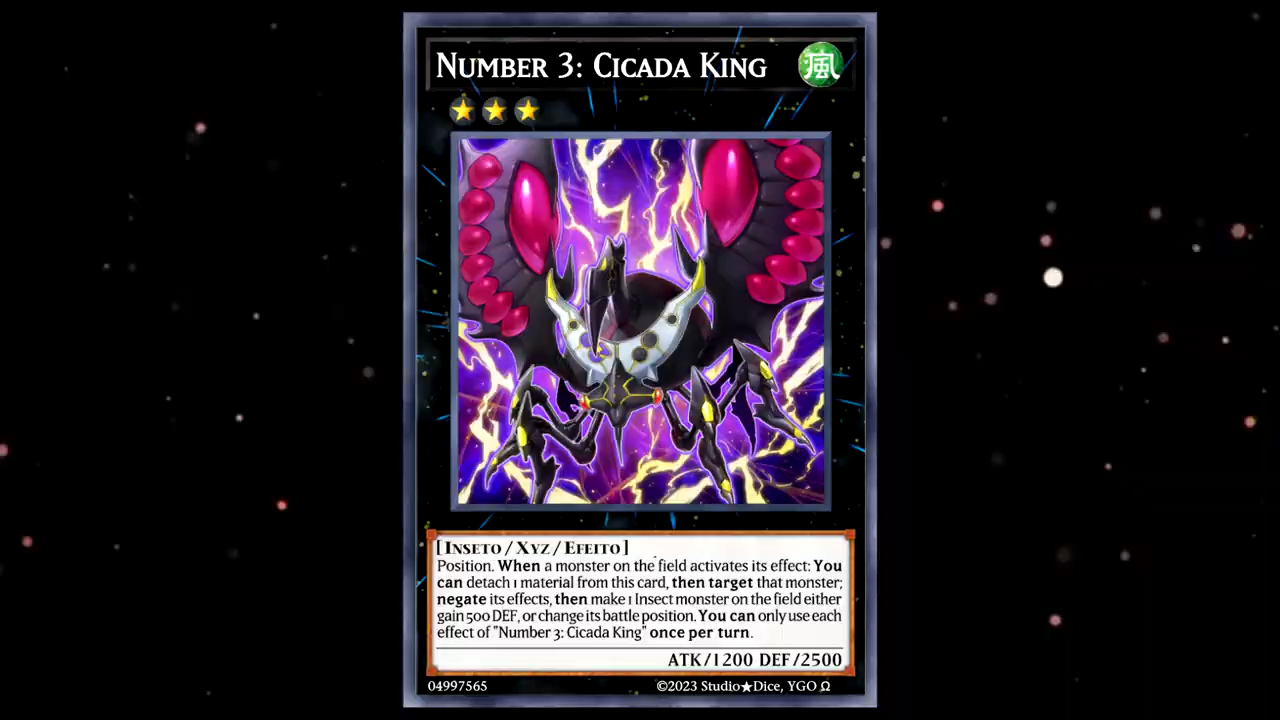 Number 3: Cicada King 風
[Inseto/Xyz/Efeito]
Position. When a monster on the field activates its effect: You
can detach 1 material from this card, then target that monster;
negate its effects, then make 1 Insect monster on the field either
gain 500 DEF, or change its battle position. You can only use each
effect of "Number 3: Cicada King" once per turn.
ATK/1200 DEF/2500
04997565 ©2023 Studio★Dice, YGO Ω